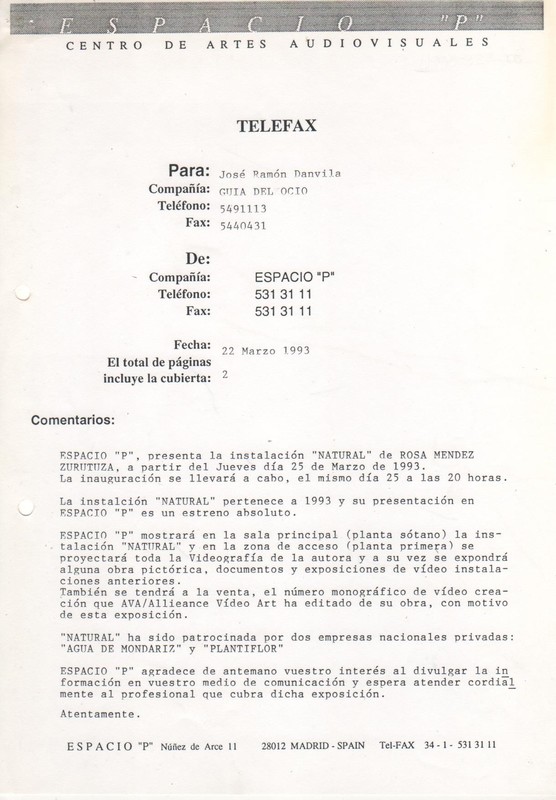 E S P A C I O "P"
CENTRO DE ARTES AUDIOVISUALES
TELEFAX
Para: José Ramón Danvila
Compañía: GUIA DEL OCIO
Teléfono: 5491113
Fax: 5440431
De:
Compañía: ESPACIO "P"
Teléfono: 531 31 11
Fax: 531 31 11
Fecha: 22 Marzo 1993
El total de páginas
incluye la cubierta: 2
Comentarios:
ESPACIO "P", presenta la instalación "NATURAL" de ROSA MENDEZ
ZURUTUZA, a partir del Jueves día 25 de Marzo de 1993.
La inauguración se llevará a cabo, el mismo día 25 a las 20 horas.
La instalción "NATURAL" pertenece a 1993 y su presentación en
ESPACIO "P" es un estreno absoluto.
ESPACIO "P" mostrará en la sala principal (planta sótano) la ins-
talación "NATURAL" y en la zona de acceso (planta primera) se
proyectará toda la Videografía de la autora y a su vez se expondrá
alguna obra pictórica, documentos y exposiciones de vídeo instala-
ciones anteriores.
También se tendrá a la venta, el número monográfico de vídeo crea-
ción que AVA/Allieance Vídeo Art ha editado de su obra, con motivo
de esta exposición.
"NATURAL" ha sido patrocinada por dos empresas nacionales privadas:
"AGUA DE MONDARIZ" y "PLANTIFLOR"
ESPACIO "P" agradece de antemano vuestro interés al divulgar la in
formación en vuestro medio de comunicación y espera atender cordial
mente al profesional que cubra dicha exposición.
Atentamente.
ESPACIO "P" Núñez de Arce 11 28012 MADRID - SPAIN Tel-FAX 34 - 1 - 531 31 11